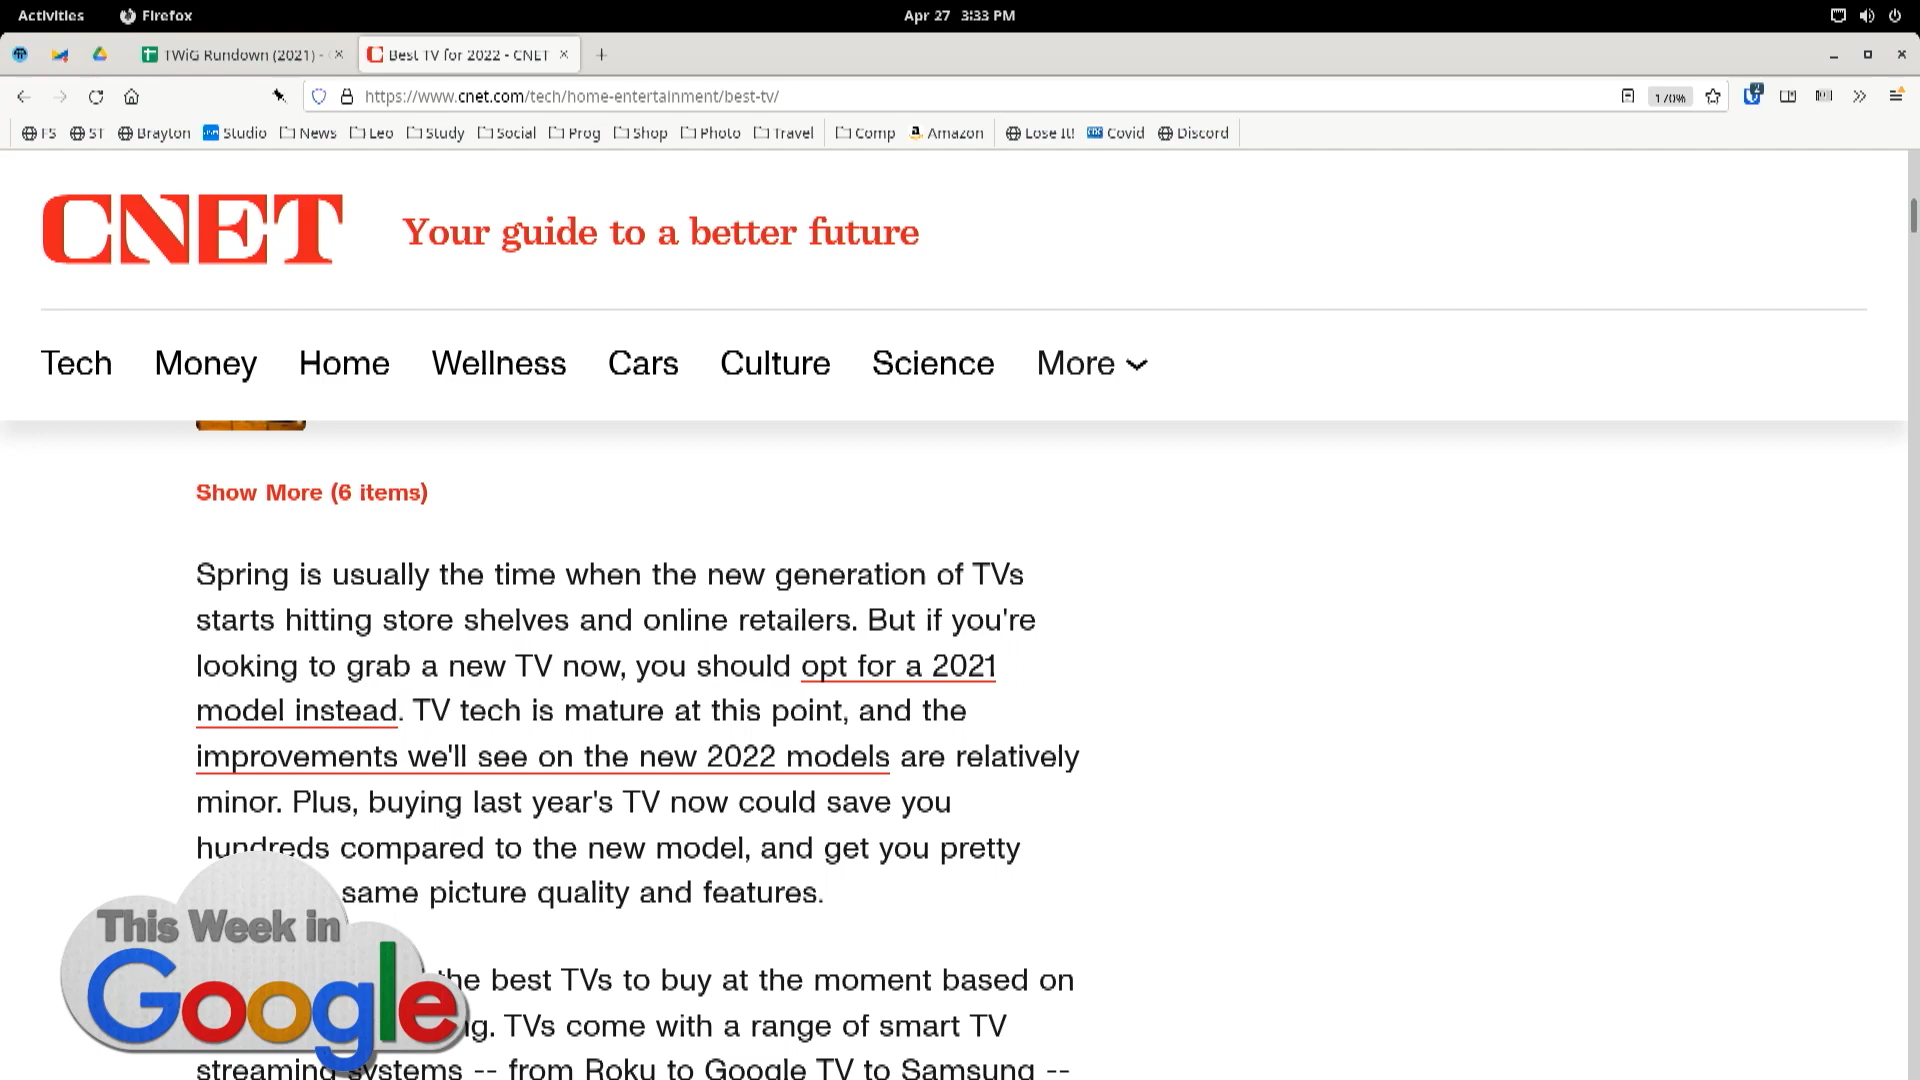 Activities Firefox Apr 27 3:33 PM
TWiG Rundown (2021) - Best TV for 2022 - CNET
https://www.cnet.com/tech/home-entertainment/best-tv/ 170% 2
FS ST Brayton Studio News Leo Study Social Prog Shop Photo Travel Comp Amazon Lose It! Covid Discord
CNET Your guide to a better future
Tech Money Home Wellness Cars Culture Science More
Show More (6 items)
Spring is usually the time when the new generation of TVs
starts hitting store shelves and online retailers. But if you're
looking to grab a new TV now, you should opt for a 2021
model instead. TV tech is mature at this point, and the
improvements we'll see on the new 2022 models are relatively
minor. Plus, buying last year's TV now could save you
hundreds compared to the new model, and get you pretty
same picture quality and features.
the best TVs to buy at the moment based on
TVs come with a range of smart TV
streaming systems -- from Roku to Google TV to Samsung --
This Week in
Google